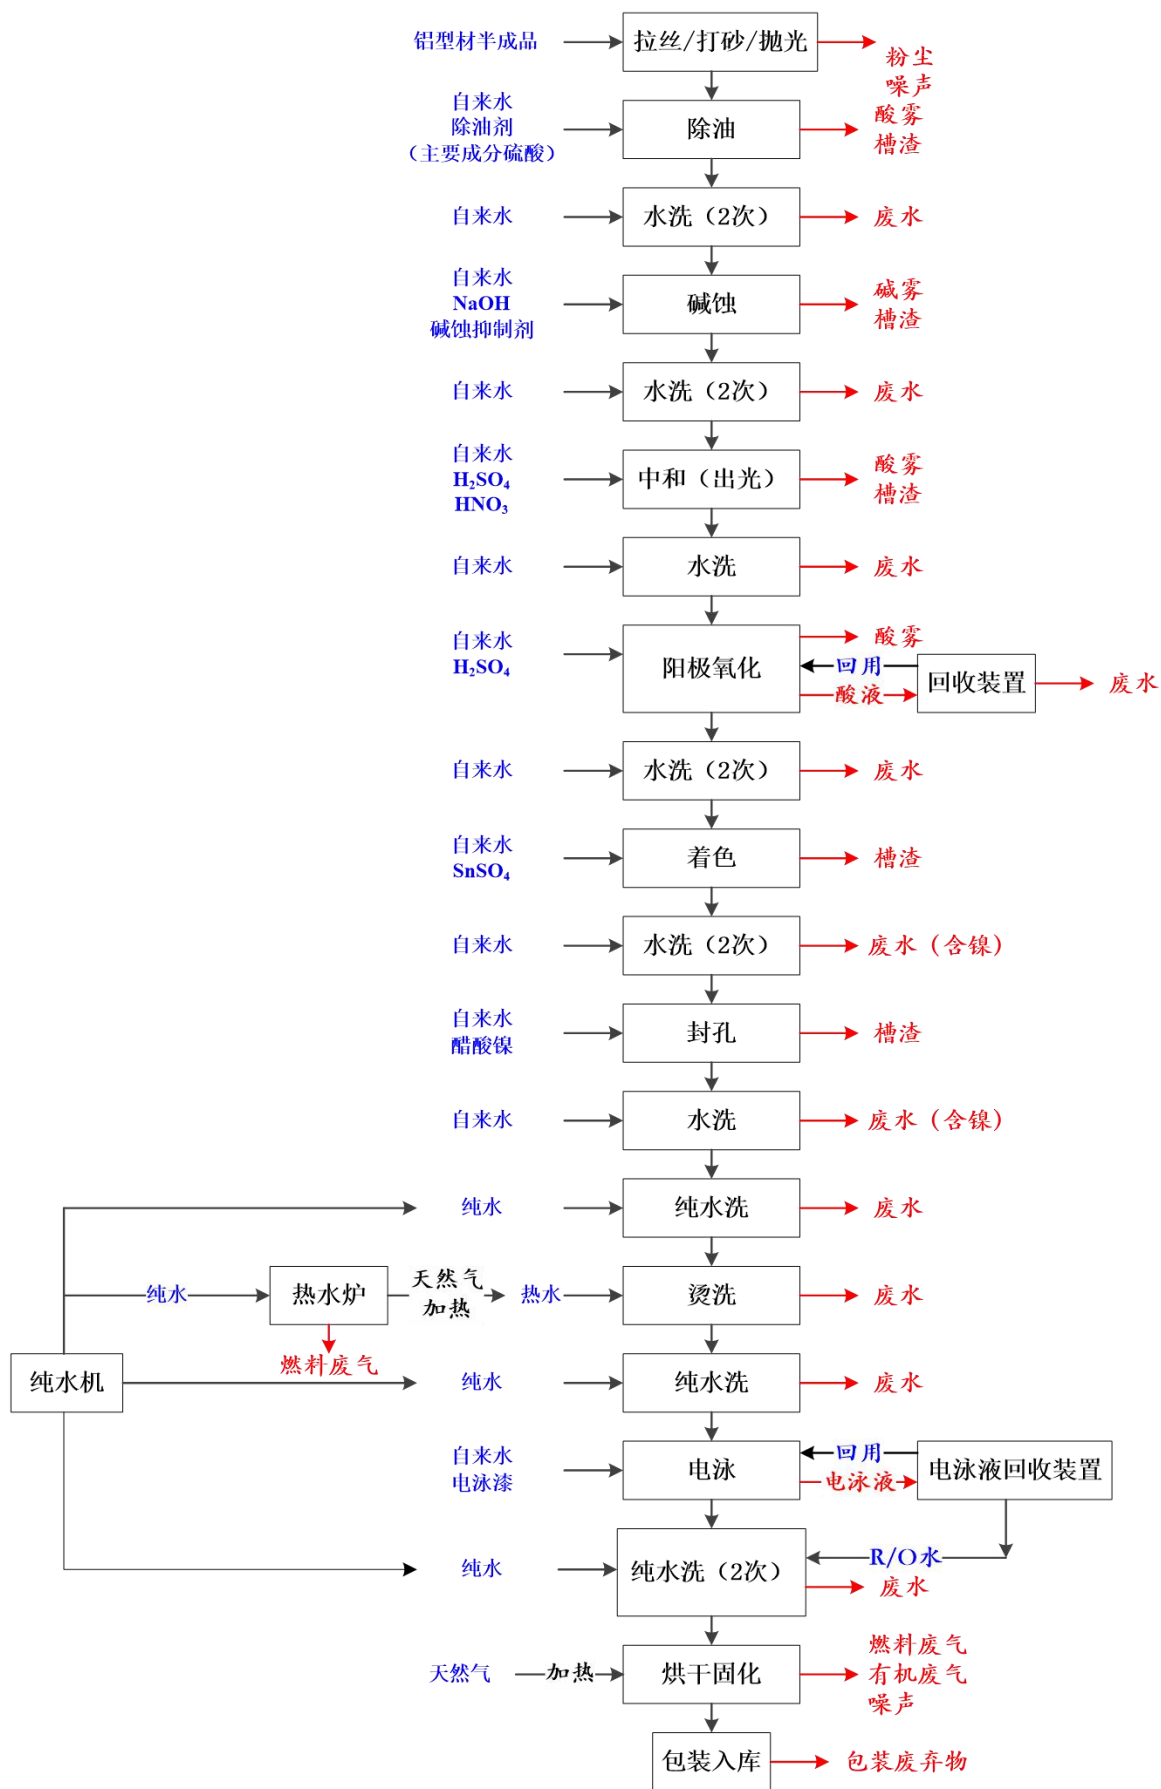 铝型材半成品
拉丝/打砂/抛光
粉尘
噪声
自来水
除油剂
（主要成分硫酸）
除油
酸雾
槽渣
自来水
水洗（2次）
废水
自来水
NaOH
碱蚀抑制剂
碱蚀
碱雾
槽渣
自来水
水洗（2次）
废水
自来水
H₂SO₄
HNO₃
中和（出光）
酸雾
槽渣
自来水
水洗
废水
自来水
H₂SO₄
阳极氧化
酸雾
回用
酸液
回收装置
废水
自来水
水洗（2次）
废水
自来水
SnSO₄
着色
槽渣
自来水
水洗（2次）
废水（含镍）
自来水
醋酸镍
封孔
槽渣
自来水
水洗
废水（含镍）
纯水
纯水洗
废水
纯水
热水炉
天然气
加热
热水
烫洗
废水
燃料废气
纯水机
纯水
纯水洗
废水
自来水
电泳漆
电泳
回用
电泳液
电泳液回收装置
纯水
纯水洗（2次）
R/O水
废水
天然气
加热
烘干固化
燃料废气
有机废气
噪声
包装入库
包装废弃物